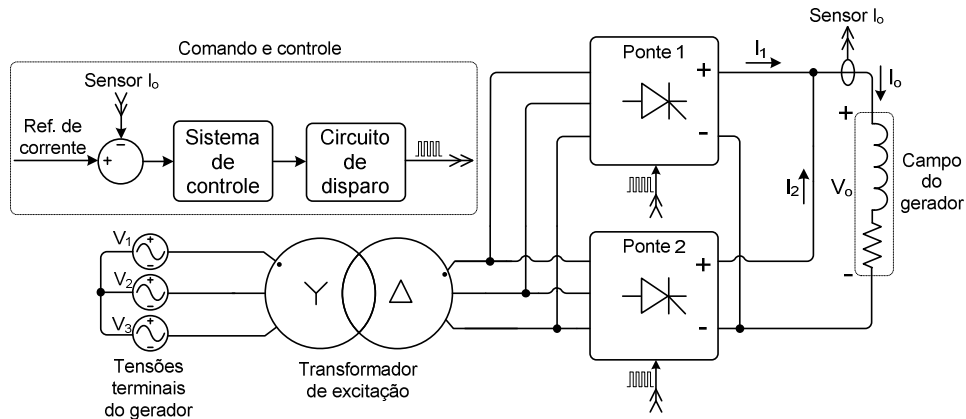 Comando e controle
Sensor Io
Ref. de
corrente
+
-
Sistema
de
controle
Circuito
de
disparo
V1
+
-
V2
+
-
V3
+
-
Tensões
terminais
do gerador
Y
Δ
Transformador
de excitação
Ponte 1
+
-
Ponte 2
+
-
I1
I2
Sensor Io
Io
+
Vo
-
Campo
do
gerador